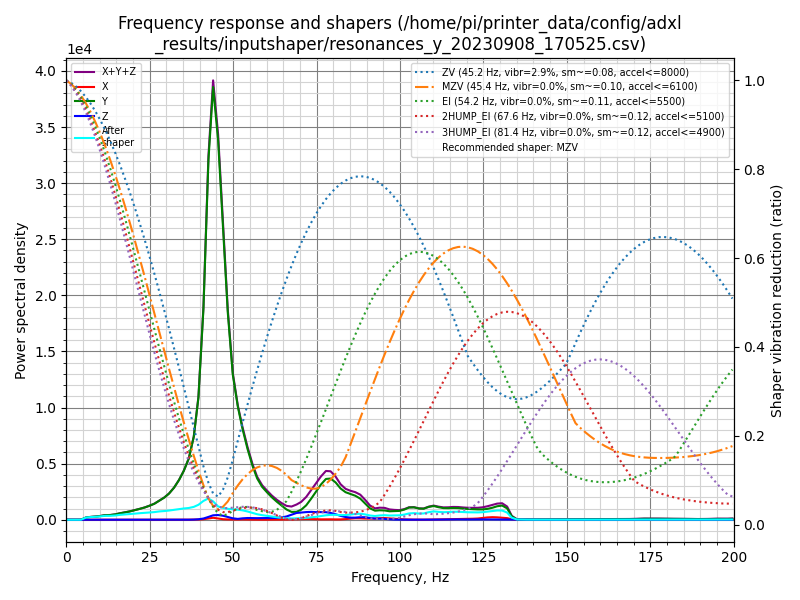 Frequency response and shapers (/home/pi/printer_data/config/adxl
_results/inputshaper/resonances_y_20230908_170525.csv)
1e4
X+Y+Z
X
Y
Z
After
shaper
ZV (45.2 Hz, vibr=2.9%, sm~=0.08, accel<=8000)
MZV (45.4 Hz, vibr=0.0%, sm~=0.10, accel<=6100)
EI (54.2 Hz, vibr=0.0%, sm~=0.11, accel<=5500)
2HUMP_EI (67.6 Hz, vibr=0.0%, sm~=0.12, accel<=5100)
3HUMP_EI (81.4 Hz, vibr=0.0%, sm~=0.12, accel<=4900)
Recommended shaper: MZV
Power spectral density
4.0
3.5
3.0
2.5
2.0
1.5
1.0
0.5
0.0
1.0
0.8
0.6
0.4
0.2
0.0
Shaper vibration reduction (ratio)
0 25 50 75 100 125 150 175 200
Frequency, Hz